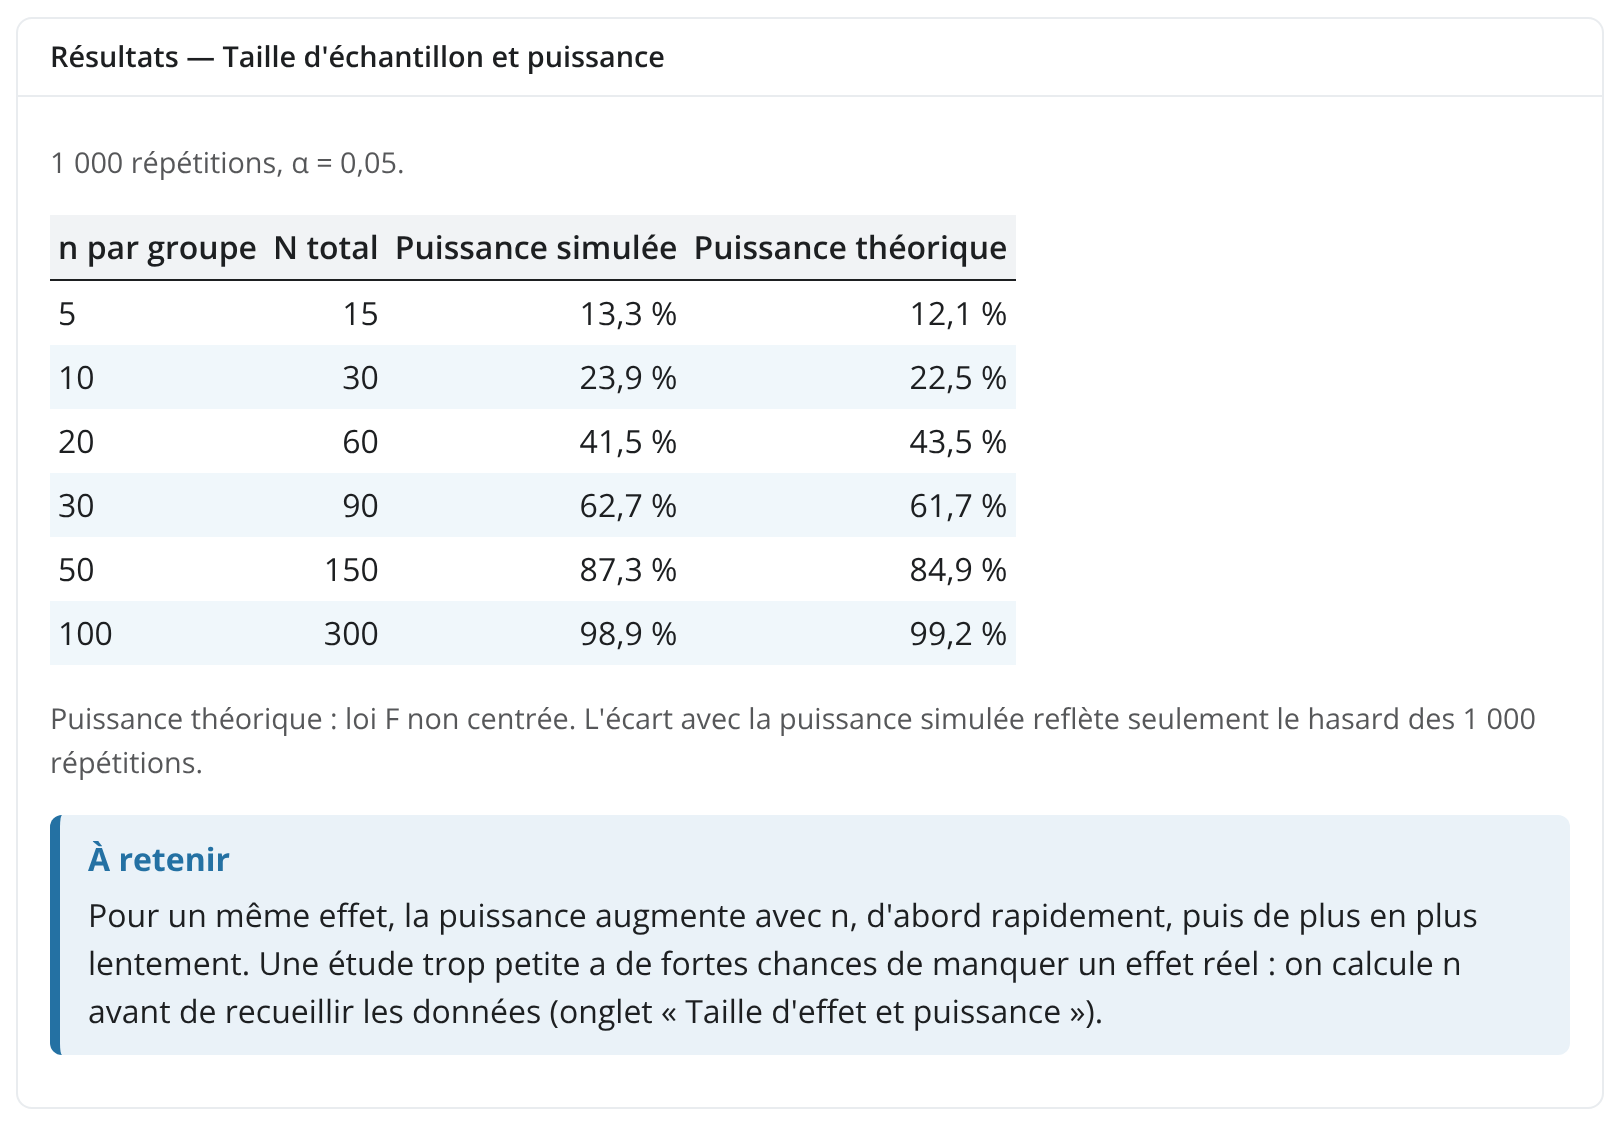 Résultats — Taille d'échantillon et puissance
1 000 répétitions, α = 0,05.
n par groupe N total Puissance simulée Puissance théorique
5 15 13,3 % 12,1 %
10 30 23,9 % 22,5 %
20 60 41,5 % 43,5 %
30 90 62,7 % 61,7 %
50 150 87,3 % 84,9 %
100 300 98,9 % 99,2 %
Puissance théorique : loi F non centrée. L'écart avec la puissance simulée reflète seulement le hasard des 1 000
répétitions.
À retenir
Pour un même effet, la puissance augmente avec n, d'abord rapidement, puis de plus en plus
lentement. Une étude trop petite a de fortes chances de manquer un effet réel : on calcule n
avant de recueillir les données (onglet « Taille d'effet et puissance »).